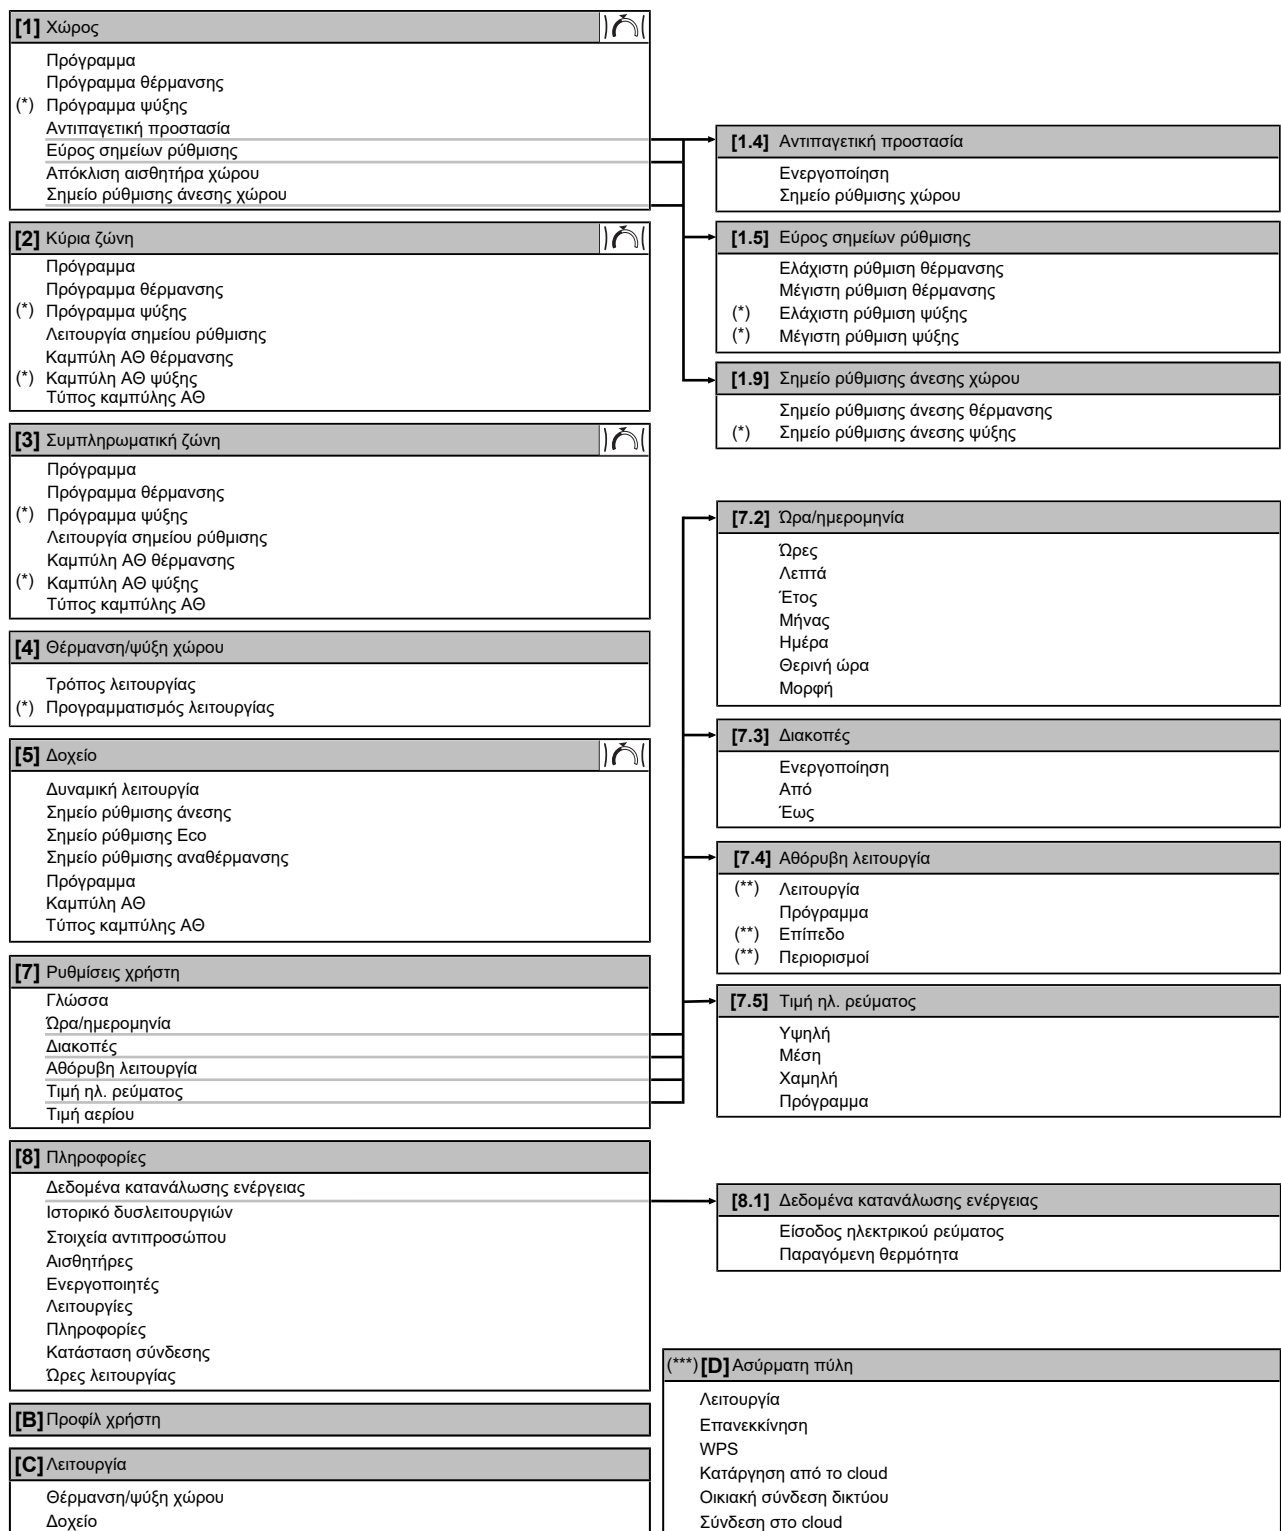 [1] Χώρος
Πρόγραμμα
Πρόγραμμα θέρμανσης
(*) Πρόγραμμα ψύξης
Αντιπαγετική προστασία
Εύρος σημείων ρύθμισης
Απόκλιση αισθητήρα χώρου
Σημείο ρύθμισης άνεσης χώρου
[2] Κύρια ζώνη
Πρόγραμμα
Πρόγραμμα θέρμανσης
(*) Πρόγραμμα ψύξης
Λειτουργία σημείου ρύθμισης
Καμπύλη ΑΘ θέρμανσης
(*) Καμπύλη ΑΘ ψύξης
Τύπος καμπύλης ΑΘ
[3] Συμπληρωματική ζώνη
Πρόγραμμα
Πρόγραμμα θέρμανσης
(*) Πρόγραμμα ψύξης
Λειτουργία σημείου ρύθμισης
Καμπύλη ΑΘ θέρμανσης
(*) Καμπύλη ΑΘ ψύξης
Τύπος καμπύλης ΑΘ
[4] Θέρμανση/ψύξη χώρου
Τρόπος λειτουργίας
(*) Προγραμματισμός λειτουργίας
[5] Δοχείο
Δυναμική λειτουργία
Σημείο ρύθμισης άνεσης
Σημείο ρύθμισης Eco
Σημείο ρύθμισης αναθέρμανσης
Πρόγραμμα
Καμπύλη ΑΘ
Τύπος καμπύλης ΑΘ
[7] Ρυθμίσεις χρήστη
Γλώσσα
Ώρα/ημερομηνία
Διακοπές
Αθόρυβη λειτουργία
Τιμή ηλ. ρεύματος
Τιμή αερίου
[8] Πληροφορίες
Δεδομένα κατανάλωσης ενέργειας
Ιστορικό δυσλειτουργιών
Στοιχεία αντιπροσώπου
Αισθητήρες
Ενεργοποιητές
Λειτουργίες
Πληροφορίες
Κατάσταση σύνδεσης
Ώρες λειτουργίας
[B] Προφίλ χρήστη
[C] Λειτουργία
Θέρμανση/ψύξη χώρου
Δοχείο
[1.4] Αντιπαγετική προστασία
Ενεργοποίηση
Σημείο ρύθμισης χώρου
[1.5] Εύρος σημείων ρύθμισης
Ελάχιστη ρύθμιση θέρμανσης
Μέγιστη ρύθμιση θέρμανσης
(*) Ελάχιστη ρύθμιση ψύξης
(*) Μέγιστη ρύθμιση ψύξης
[1.9] Σημείο ρύθμισης άνεσης χώρου
Σημείο ρύθμισης άνεσης θέρμανσης
(*) Σημείο ρύθμισης άνεσης ψύξης
[7.2] Ώρα/ημερομηνία
Ώρες
Λεπτά
Έτος
Μήνας
Ημέρα
Θερινή ώρα
Μορφή
[7.3] Διακοπές
Ενεργοποίηση
Από
Έως
[7.4] Αθόρυβη λειτουργία
(**) Λειτουργία
Πρόγραμμα
(**) Επίπεδο
(**) Περιορισμοί
[7.5] Τιμή ηλ. ρεύματος
Υψηλή
Μέση
Χαμηλή
Πρόγραμμα
[8.1] Δεδομένα κατανάλωσης ενέργειας
Είσοδος ηλεκτρικού ρεύματος
Παραγόμενη θερμότητα
(***) [D] Ασύρματη πύλη
Λειτουργία
Επανεκκίνηση
WPS
Κατάργηση από το cloud
Οικιακή σύνδεση δικτύου
Σύνδεση στο cloud